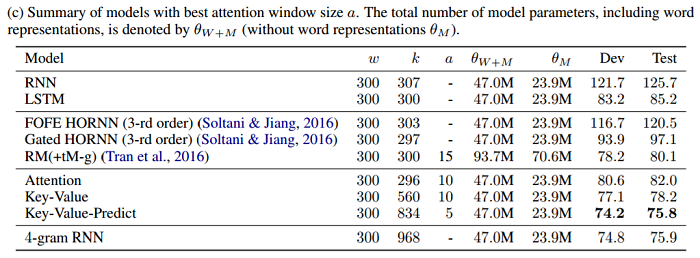 (c) Summary of models with best attention window size a. The total number of model parameters, including word
representations, is denoted by θW+M (without word representations θM).
Model w k a θW+M θM Dev Test
RNN 300 307 - 47.0M 23.9M 121.7 125.7
LSTM 300 300 - 47.0M 23.9M 83.2 85.2
FOFE HORNN (3-rd order) (Soltani & Jiang, 2016) 300 303 - 47.0M 23.9M 116.7 120.5
Gated HORNN (3-rd order) (Soltani & Jiang, 2016) 300 297 - 47.0M 23.9M 93.9 97.1
RM(+tM-g) (Tran et al., 2016) 300 300 15 93.7M 70.6M 78.2 80.1
Attention 300 296 10 47.0M 23.9M 80.6 82.0
Key-Value 300 560 10 47.0M 23.9M 77.1 78.2
Key-Value-Predict 300 834 5 47.0M 23.9M 74.2 75.8
4-gram RNN 300 968 - 47.0M 23.9M 74.8 75.9